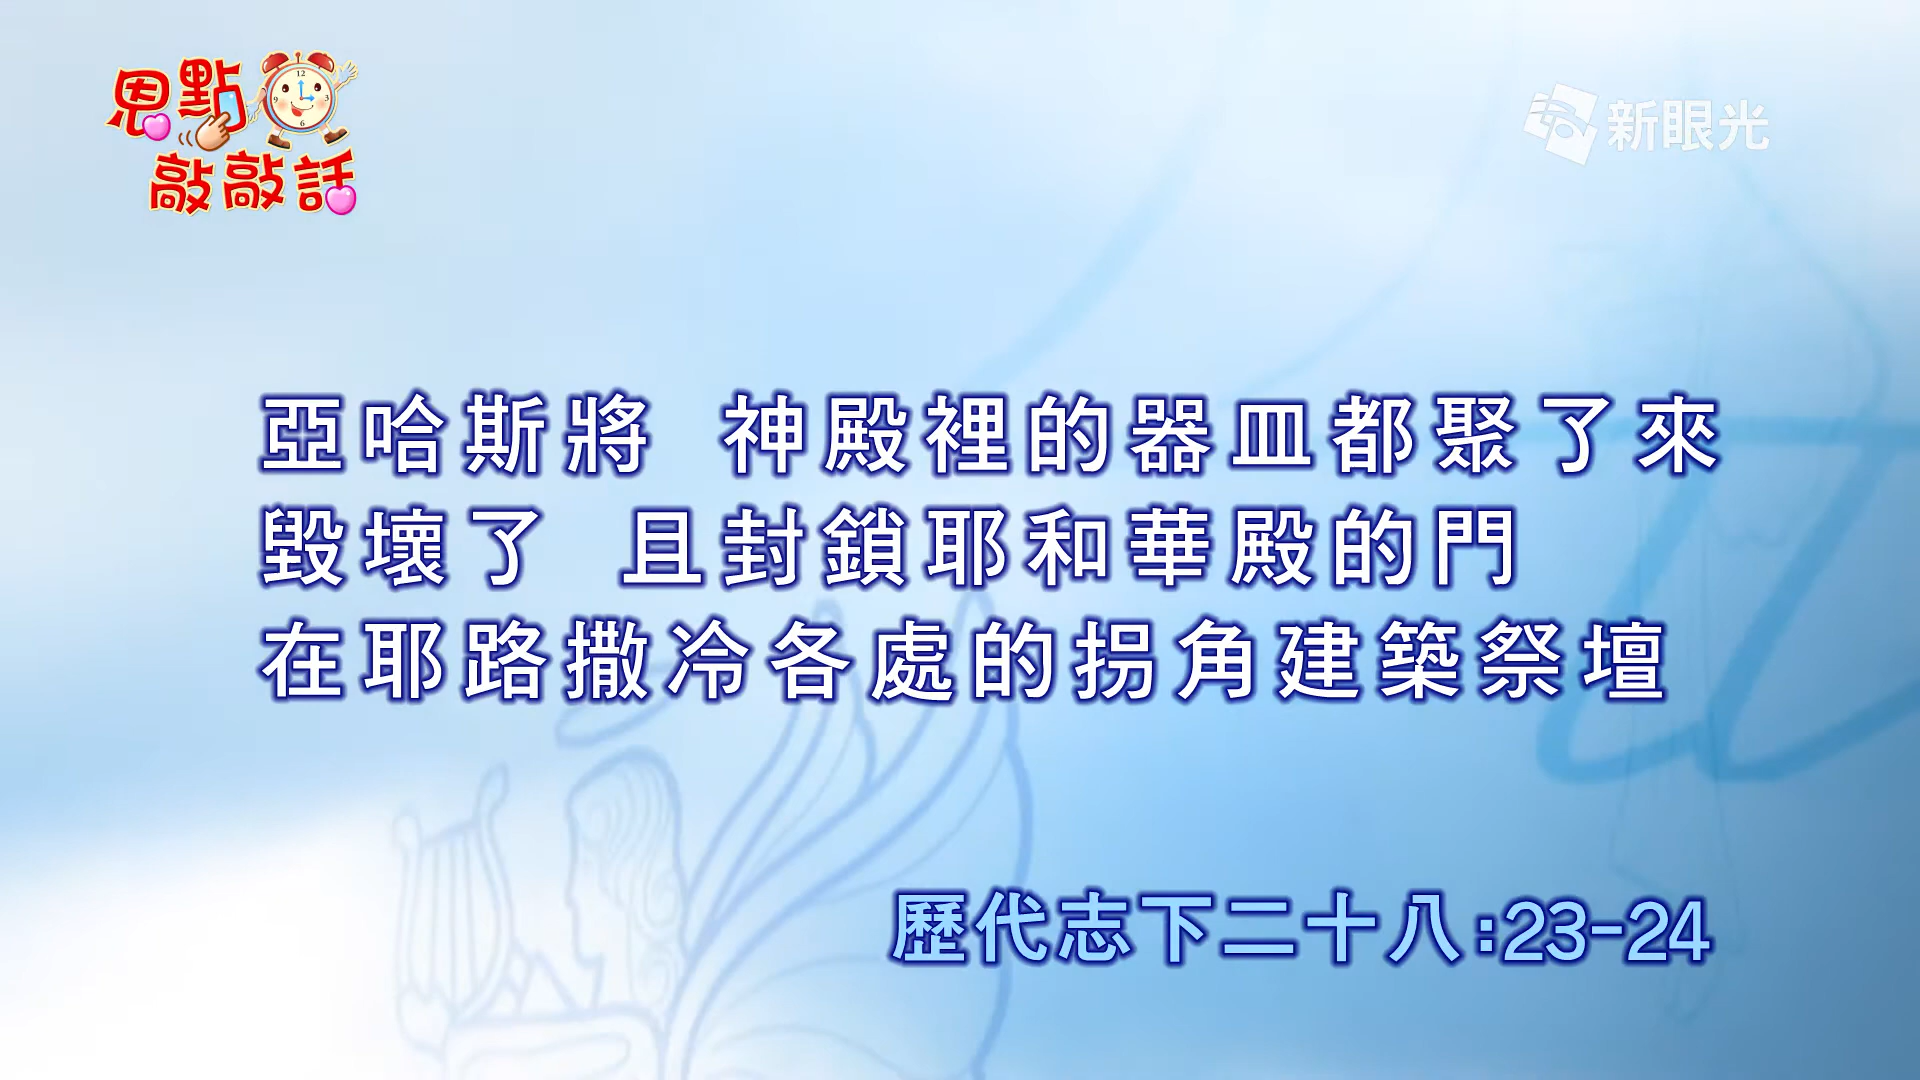 恩點
敲敲話
新眼光
亞哈斯將 神殿裡的器皿都聚了來
毀壞了 且封鎖耶和華殿的門
在耶路撒冷各處的拐角建築祭壇
歷代志下二十八:23-24